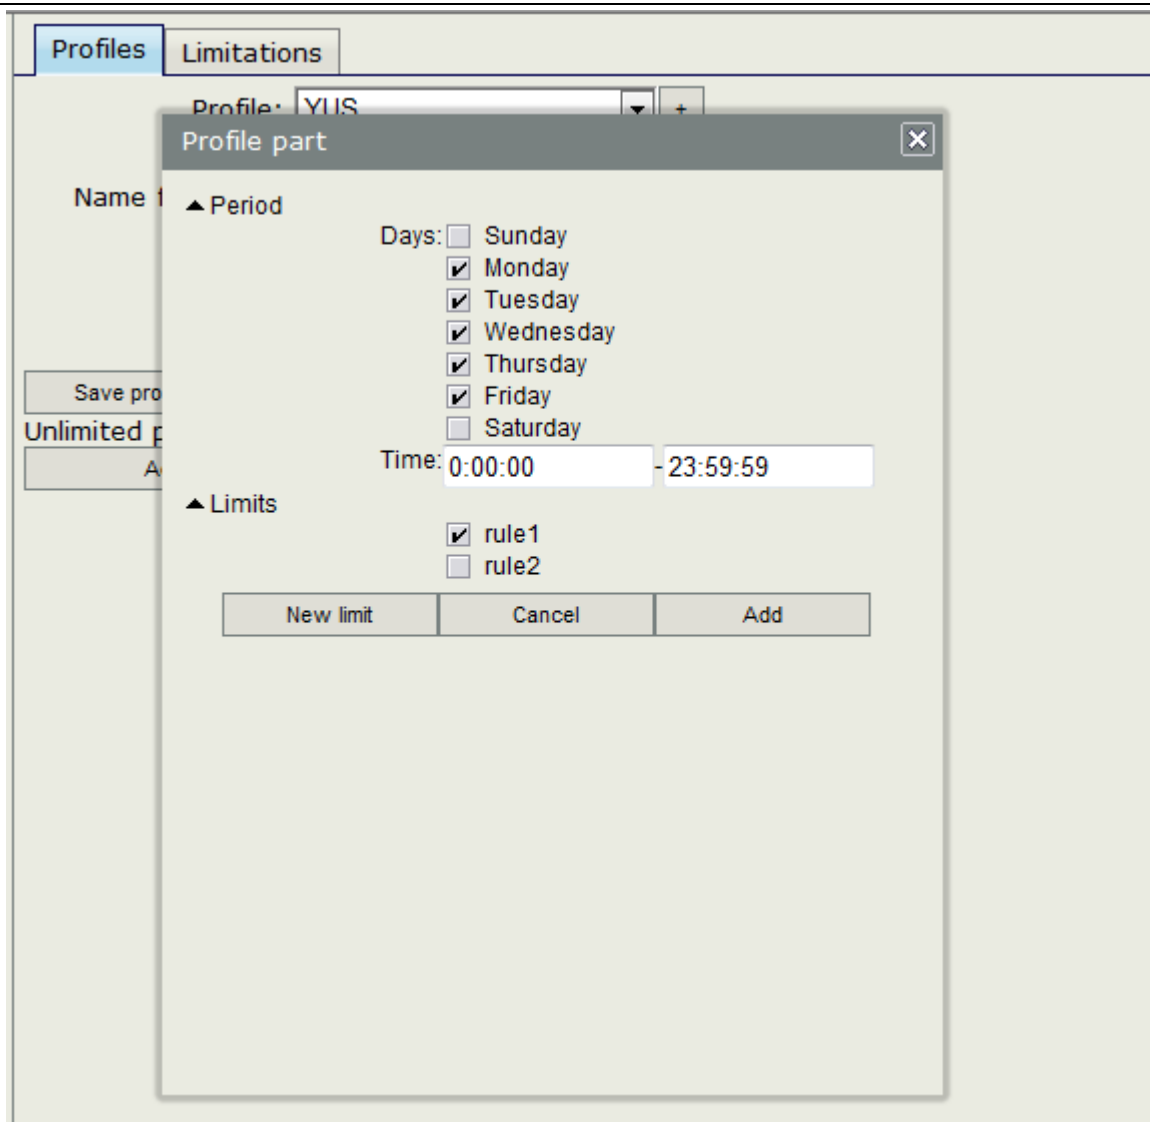 Profiles Limitations
Profile: YUS +
Profile part
Name
Period
Days: Sunday
Monday
Tuesday
Wednesday
Thursday
Friday
Saturday
Save pro
Unlimited p
A
Time: 0:00:00 - 23:59:59
Limits
rule1
rule2
New limit Cancel Add